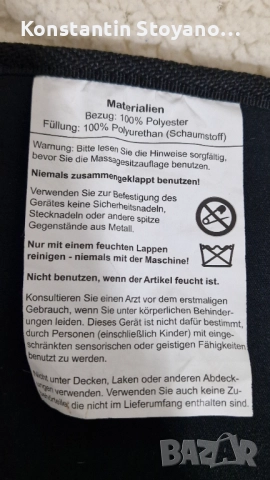 Konstantin Stoyano...
Materialien
Bezug: 100% Polyester
Füllung: 100% Polyurethan (Schaumstoff)
Warnung: Bitte lesen Sie die Hinweise sorgfältig,
bevor Sie die Massagesitzauflage benutzen.
Niemals zusammengeklappt benutzen!
Verwenden Sie zur Befestigung des
Gerätes keine Sicherheitsnadeln,
Stecknadeln oder andere spitze
Gegenstände aus Metall.
Nur mit einem feuchten Lappen
reinigen - niemals mit der Maschine!
Nicht benutzen, wenn der Artikel feucht ist.
Konsultieren Sie einen Arzt vor dem erstmaligen
Gebrauch, wenn Sie unter körperlichen Behinder-
ungen leiden. Dieses Gerät ist nicht dafür bestimmt,
durch Personen (einschließlich Kinder) mit einge-
schränkten sensorischen oder geistigen Fähigkeiten
benutzt zu werden.
Nicht unter Decken, Laken oder anderen Abdeck-
ungen verwenden. Verwenden Sie auch keine Zu-
die nicht im Lieferumfang enthalten sind.
BAZAR
.bg